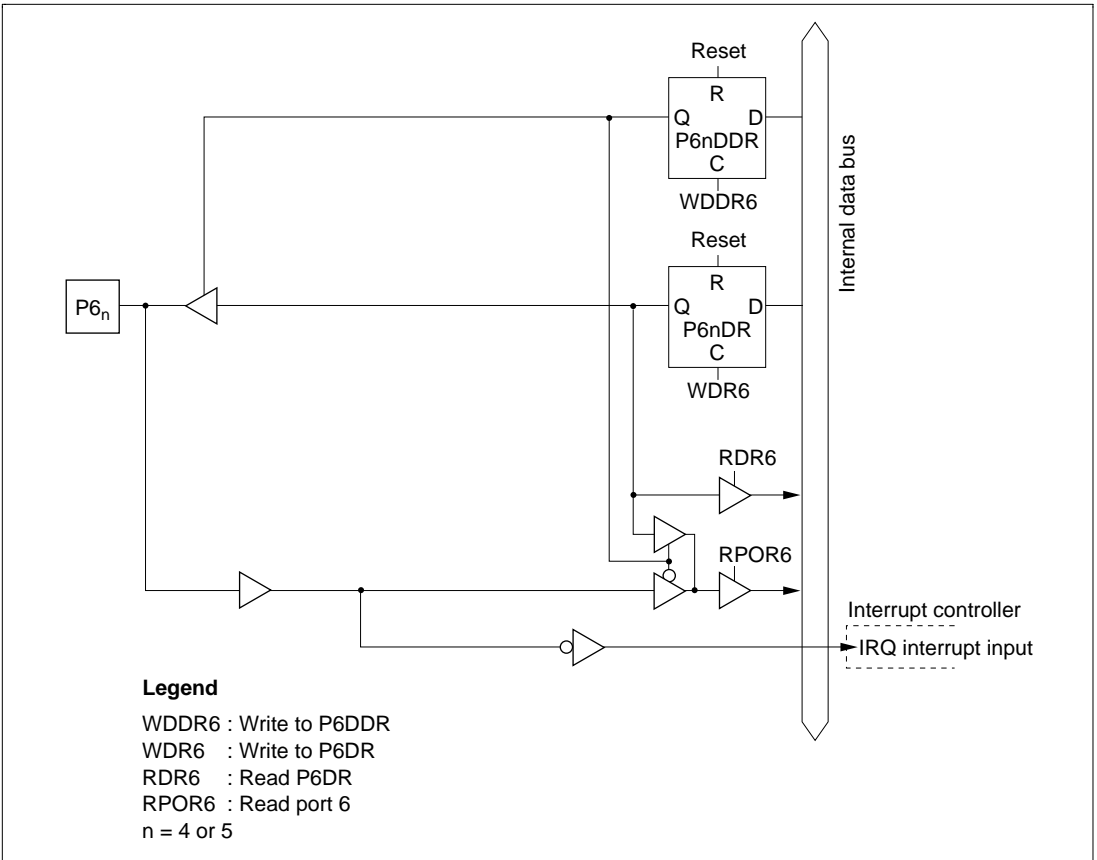 Reset
R
Q D
P6nDDR
C
WDDR6
Internal data bus
Reset
R
Q D
P6nDR
C
WDR6
P6n
RDR6
RPOR6
Interrupt controller
IRQ interrupt input
Legend
WDDR6 : Write to P6DDR
WDR6 : Write to P6DR
RDR6 : Read P6DR
RPOR6 : Read port 6
n = 4 or 5